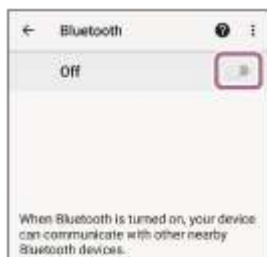 Bluetooth
Off
When Bluetooth is turned on, your device
can communicate with other nearby
Bluetooth devices.